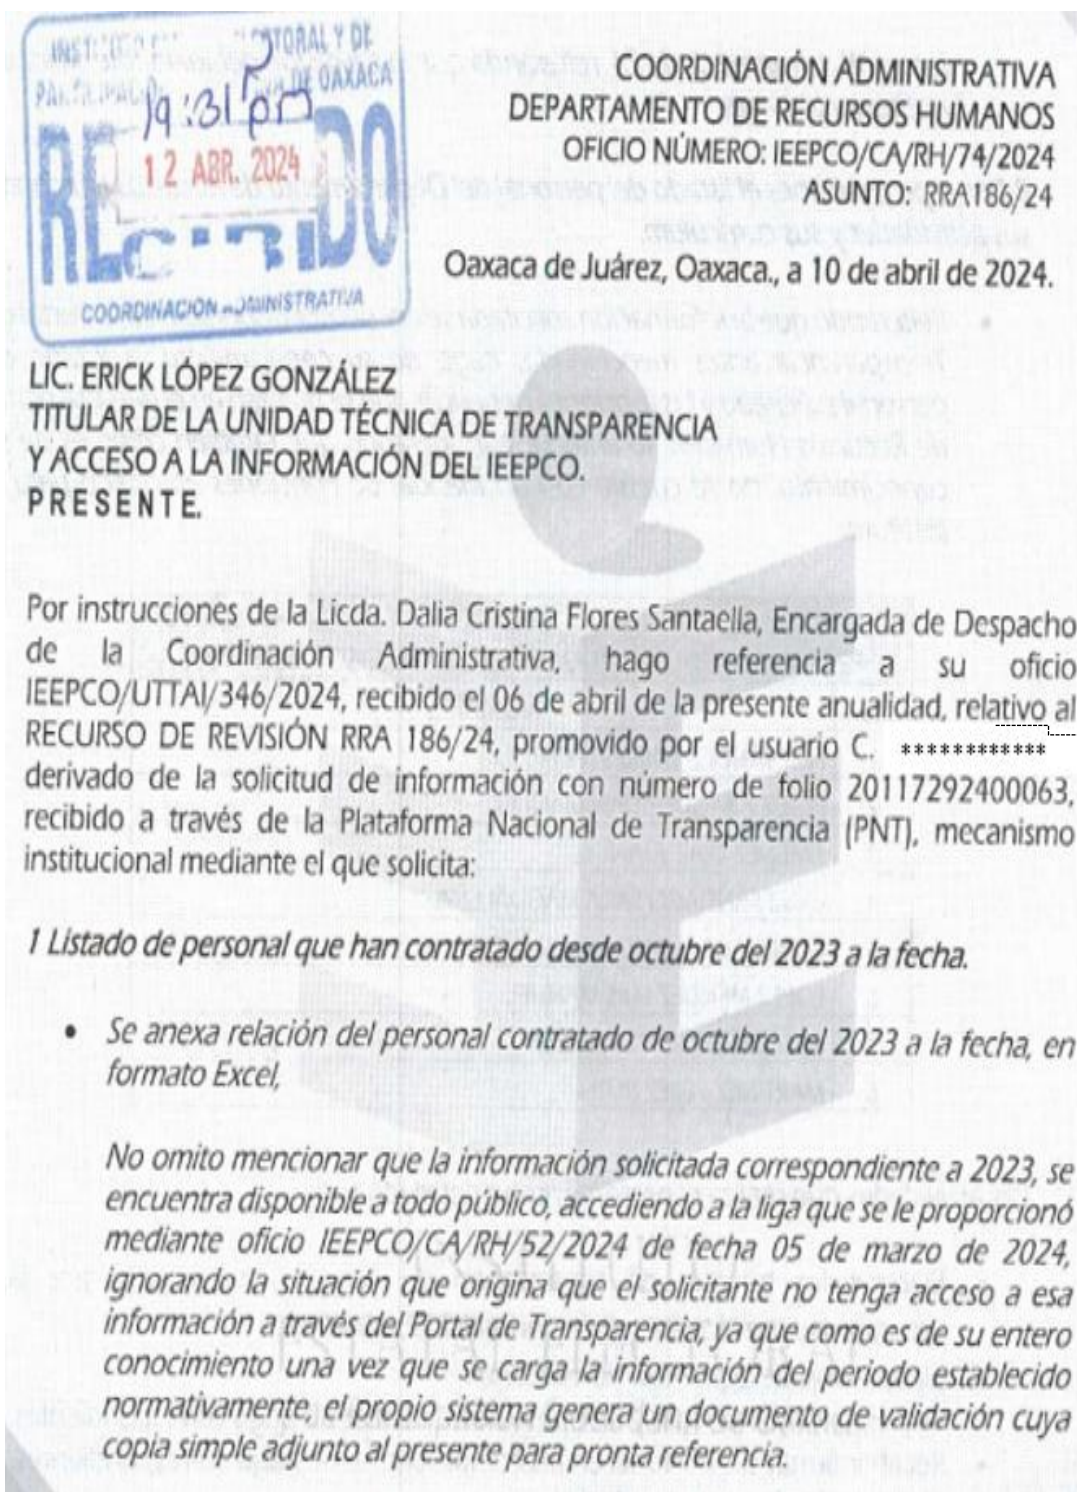 INSTITUTO ELECTORAL Y DE
PARTICIPACIÓN DE OAXACA
19:31 pm
12 ABR. 2024
RECIBIDO
COORDINACION ADMINISTRATIVA
COORDINACIÓN ADMINISTRATIVA
DEPARTAMENTO DE RECURSOS HUMANOS
OFICIO NÚMERO: IEEPCO/CA/RH/74/2024
ASUNTO: RRA186/24
Oaxaca de Juárez, Oaxaca., a 10 de abril de 2024.
LIC. ERICK LÓPEZ GONZÁLEZ
TITULAR DE LA UNIDAD TÉCNICA DE TRANSPARENCIA
Y ACCESO A LA INFORMACIÓN DEL IEEPCO.
PRESENTE.
Por instrucciones de la Licda. Dalia Cristina Flores Santaella, Encargada de Despacho
de la Coordinación Administrativa, hago referencia a su oficio
IEEPCO/UTTAI/346/2024, recibido el 06 de abril de la presente anualidad, relativo al
RECURSO DE REVISIÓN RRA 186/24, promovido por el usuario C. ************
derivado de la solicitud de información con número de folio 20117292400063,
recibido a través de la Plataforma Nacional de Transparencia (PNT), mecanismo
institucional mediante el que solicita:
1 Listado de personal que han contratado desde octubre del 2023 a la fecha.
• Se anexa relación del personal contratado de octubre del 2023 a la fecha, en
formato Excel,
No omito mencionar que la información solicitada correspondiente a 2023, se
encuentra disponible a todo público, accediendo a la liga que se le proporcionó
mediante oficio IEEPCO/CA/RH/52/2024 de fecha 05 de marzo de 2024,
ignorando la situación que origina que el solicitante no tenga acceso a esa
información a través del Portal de Transparencia, ya que como es de su entero
conocimiento una vez que se carga la información del periodo establecido
normativamente, el propio sistema genera un documento de validación cuya
copia simple adjunto al presente para pronta referencia.